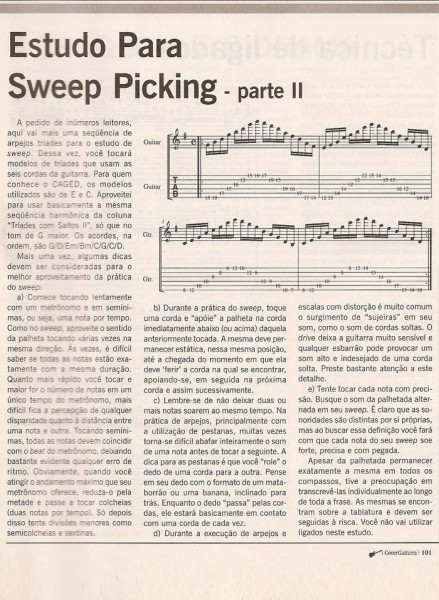 Estudo Para
Sweep Picking - parte II
A pedido de inúmeros leitores,
aqui vai mais uma seqüência de
arpejos tríades para o estudo de
sweep. Dessa vez, você tocará
modelos de tríades que usam as
seis cordas da guitarra. Para quem
conhece o CAGED, os modelos
utilizados são de E e C. Aproveitei
para usar basicamente a mesma
seqüência harmônica da coluna
"Tríades com Saltos II", só que no
tom de G maior. Os acordes, na
ordem, são G/D/Em/Bm/C/G/C/D.
Mais uma vez, algumas dicas
devem ser consideradas para o
melhor aproveitamento da prática
do sweep:
a) Comece tocando lentamente
com um metrônomo e em semíni-
mas, ou seja, uma nota por tempo.
Como no sweep, aproveite o sentido
da palheta tocando várias vezes na
mesma direção. Às vezes, é difícil
saber se todas as notas estão exa-
tamente com a mesma duração.
Quanto mais rápido você tocar e
maior for o número de notas em um
único tempo do metrônomo, mais
difícil fica a percepção de qualquer
disparidade quanto à distância entre
uma nota e outra. Tocando semíni-
mas, todas as notas devem coincidir
com o beat do metrônomo, deixando
bastante evidente qualquer erro de
ritmo. Obviamente, quando você
atingir o andamento máximo que seu
metrônomo oferece, reduza-o pela
metade e passe a tocar colcheias
(duas notas por tempo). Só depois
disso tente divisões menores como
semicolcheias e sextinas.
Guitar
Guitar
Gtr.
Gtr.
b) Durante a prática do sweep, toque
uma corda e "apóie" a palheta na corda
imediatamente abaixo (ou acima) daquela
anteriormente tocada. A mesma deve per-
manecer estática, nessa mesma posição,
até a chegada do momento em que ela
deve 'ferir' a corda na qual se encontrar,
apoiando-se, em seguida na próxima
corda e assim sucessivamente.
c) Lembre-se de não deixar duas ou
mais notas soarem ao mesmo tempo. Na
prática de arpejos, principalmente com
a utilização de pestanas, muitas vezes
torna-se difícil abafar inteiramente o som
de uma nota antes de tocar a seguinte. A
dica para as pestanas é que você "role" o
dedo de uma corda para a outra. Pense
em seu dedo com o formato de um mata-
borrão ou uma banana, inclinado para
trás. Enquanto o dedo "passa" pelas cor-
das, ele estará basicamente em contato
com uma corda de cada vez.
d) Durante a execução de arpejos e
escalas com distorção é muito comum
o surgimento de "sujeiras" em seu
som, como o som de cordas soltas. O
drive deixa a guitarra muito sensível e
qualquer esbarrão pode provocar um
som alto e indesejado de uma corda
solta. Preste bastante atenção a este
detalhe.
e) Tente tocar cada nota com preci-
são. Busque o som da palhetada alter-
nada em seu sweep. É claro que as so-
noridades são distintas por si próprias,
mas ao buscar essa definição você fará
com que cada nota do seu sweep soe
forte, precisa e com pegada.
Apesar da palhetada permanecer
exatamente a mesma em todos os
compassos, tive a preocupação em
transcrevê-las individualmente ao longo
de toda a frase. As mesmas se encon-
tram sobre a tablatura e devem ser
seguidas à risca. Você não vai utilizar
ligados neste estudo.
CoverGuitarra | 101